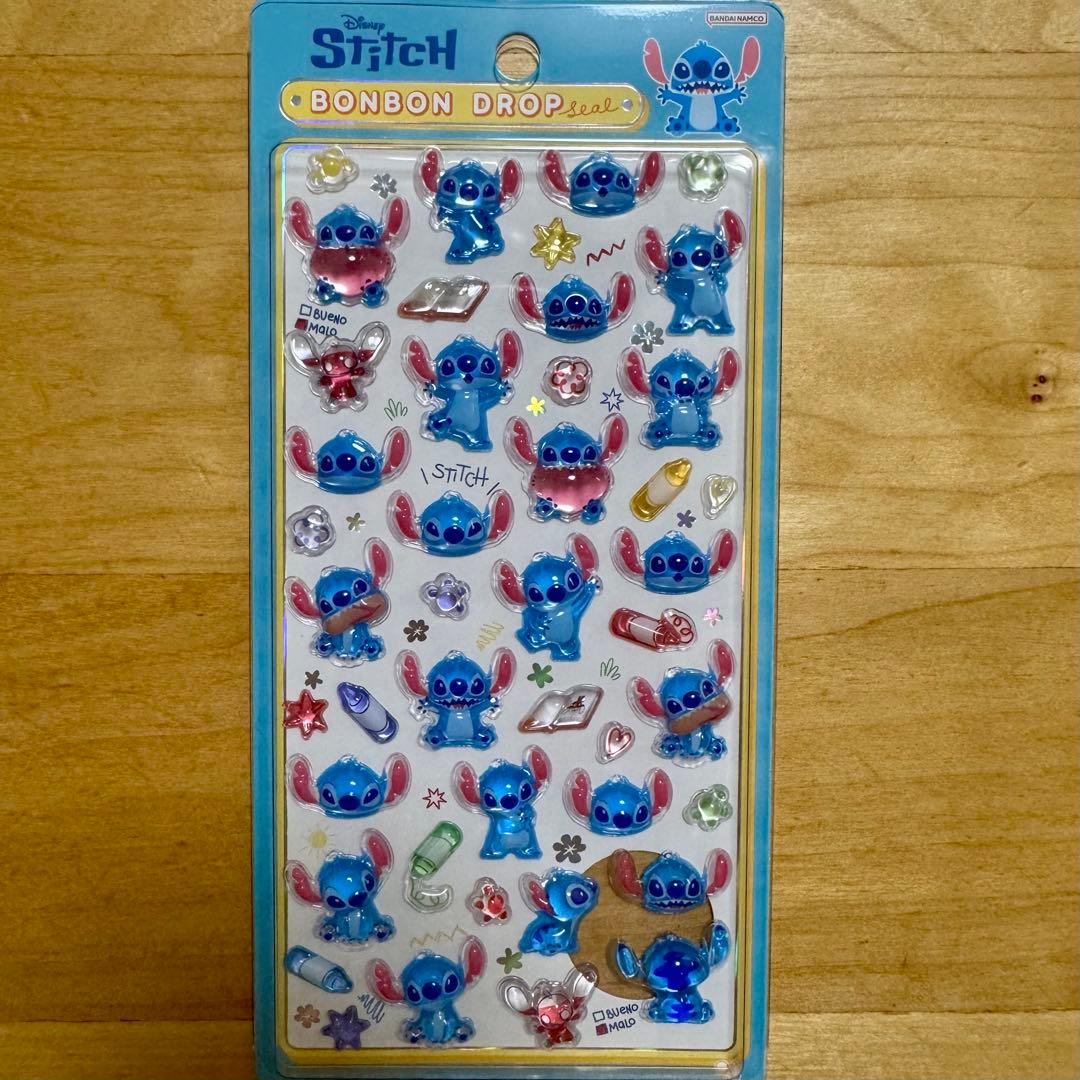 Disney
Stitch
BANDAI NAMCO
BONBON DROP seal
BUENO
MALO
STITCH
BUENO
MALO